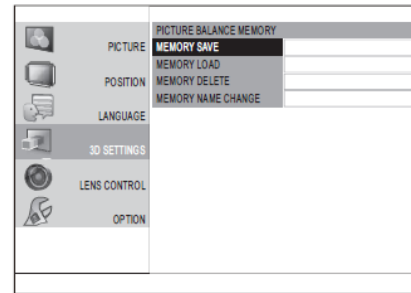 PICTURE
POSITION
LANGUAGE
3D SETTINGS
LENS CONTROL
OPTION
PICTURE BALANCE MEMORY
MEMORY SAVE
MEMORY LOAD
MEMORY DELETE
MEMORY NAME CHANGE